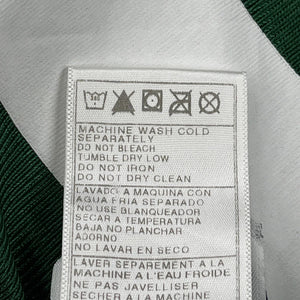 MACHINE WASH COLD
SEPARATELY
DO NOT BLEACH
TUMBLE DRY LOW
DO NOT IRON
DO NOT DRY CLEAN
LAVADO A MAQUINA CON
AGUA FRIA SEPARADO
NO USE BLANQUEADOR
SECAR A TEMPERATURA
BAJA NO PLANCHAR
ADORNO
NO LAVAR EN SECO
LAVER SEPAREMENT A LA
MACHINE A L'EAU FROIDE
NE PAS JAVELLISER
SECHER A LA MACHINE